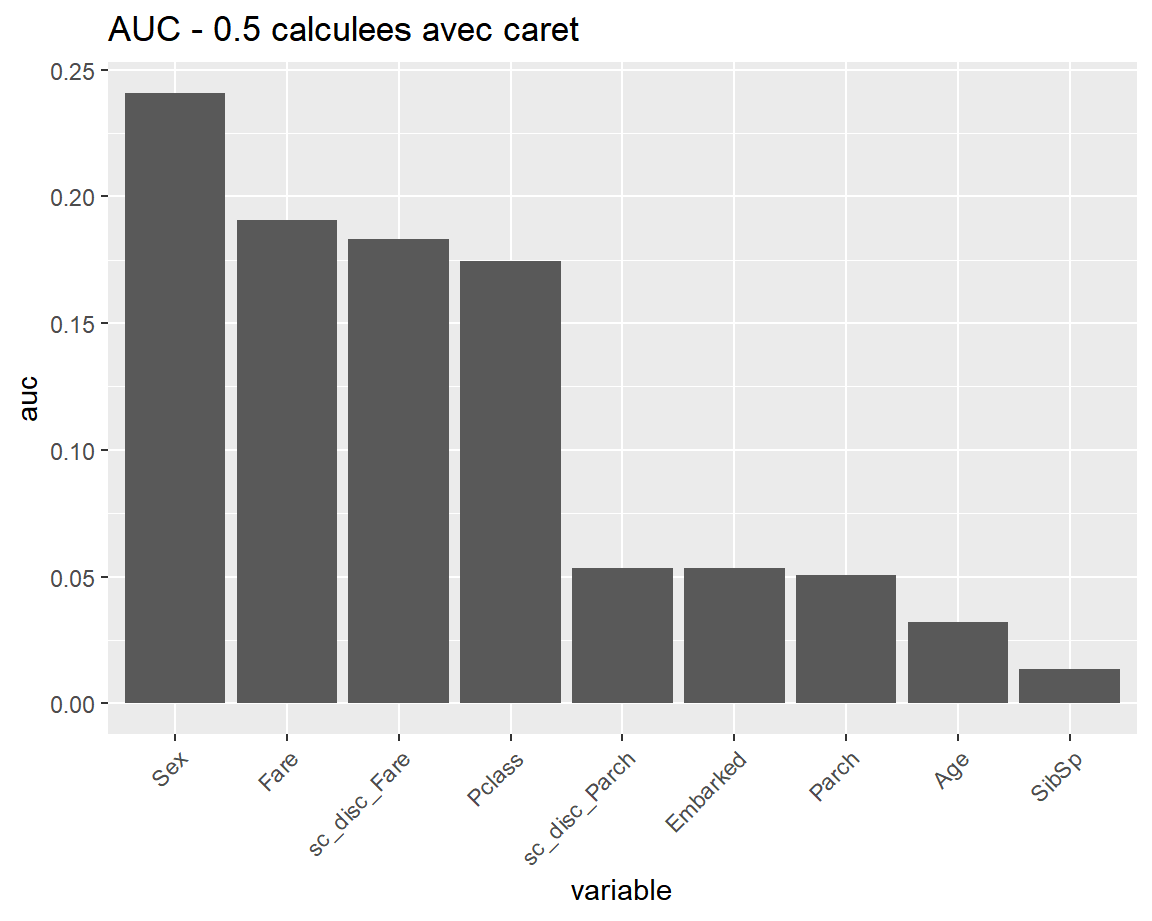 AUC - 0.5 calculees avec caret
auc
0.25
0.20
0.15
0.10
0.05
0.00
Sex
Fare
sc_disc_Fare
Pclass
sc_disc_Parch
Embarked
Parch
Age
SibSp
variable